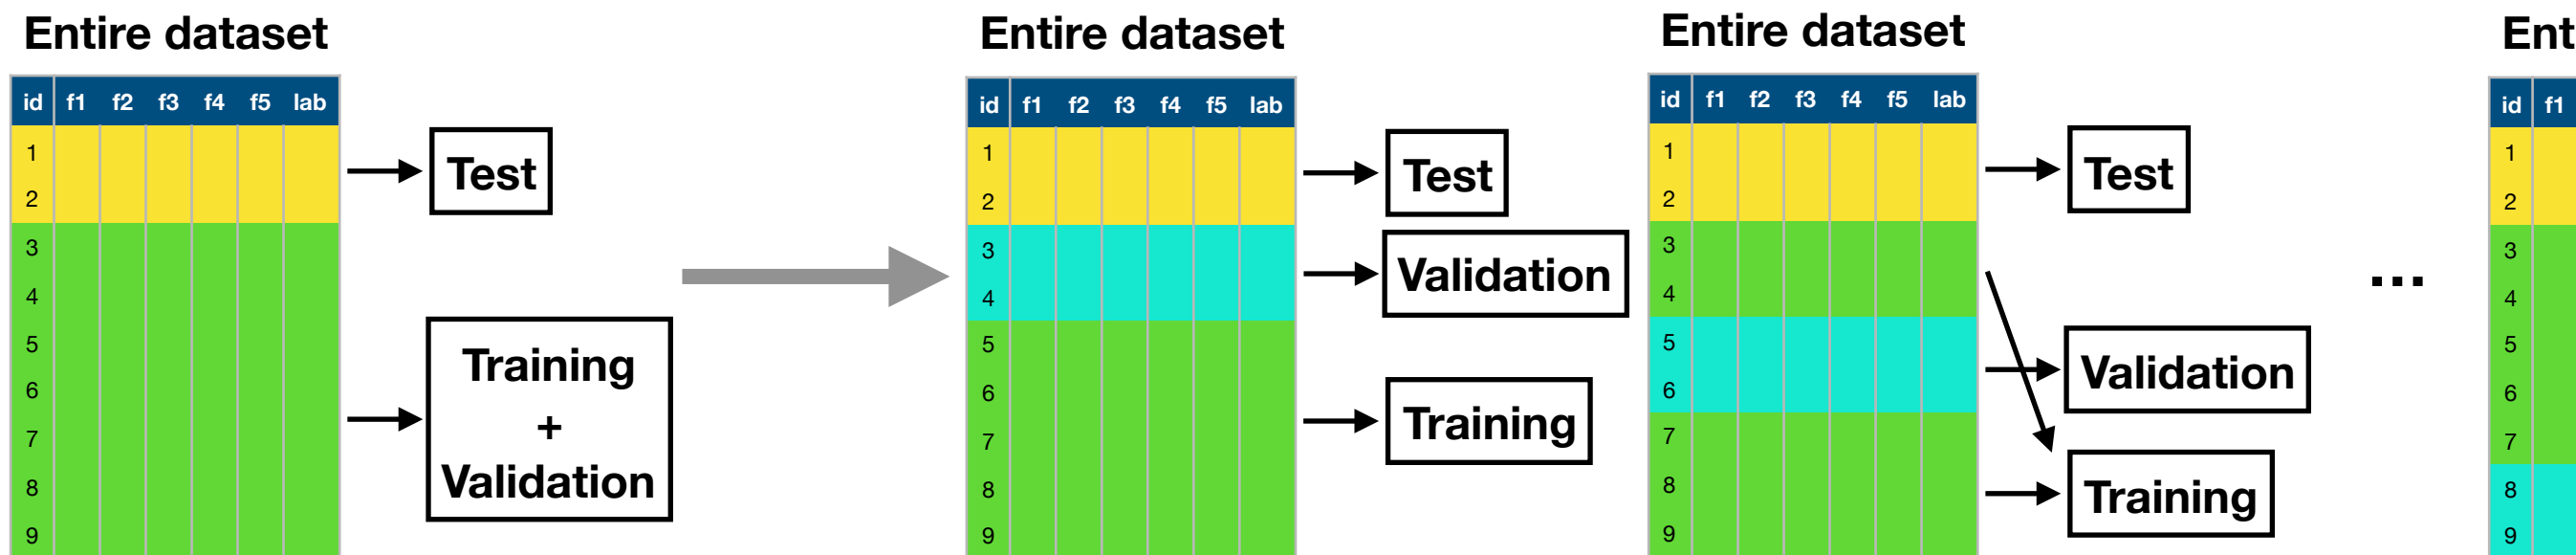 Entire dataset
id f1 f2 f3 f4 f5 lab
1
2
3
4
5
6
7
8
9
Test
Training
+
Validation
Entire dataset
id f1 f2 f3 f4 f5 lab
1
2
3
4
5
6
7
8
9
Test
Validation
Training
Entire dataset
id f1 f2 f3 f4 f5 lab
1
2
3
4
5
6
7
8
9
Test
Validation
Training
...
Ent
id f1
1
2
3
4
5
6
7
8
9